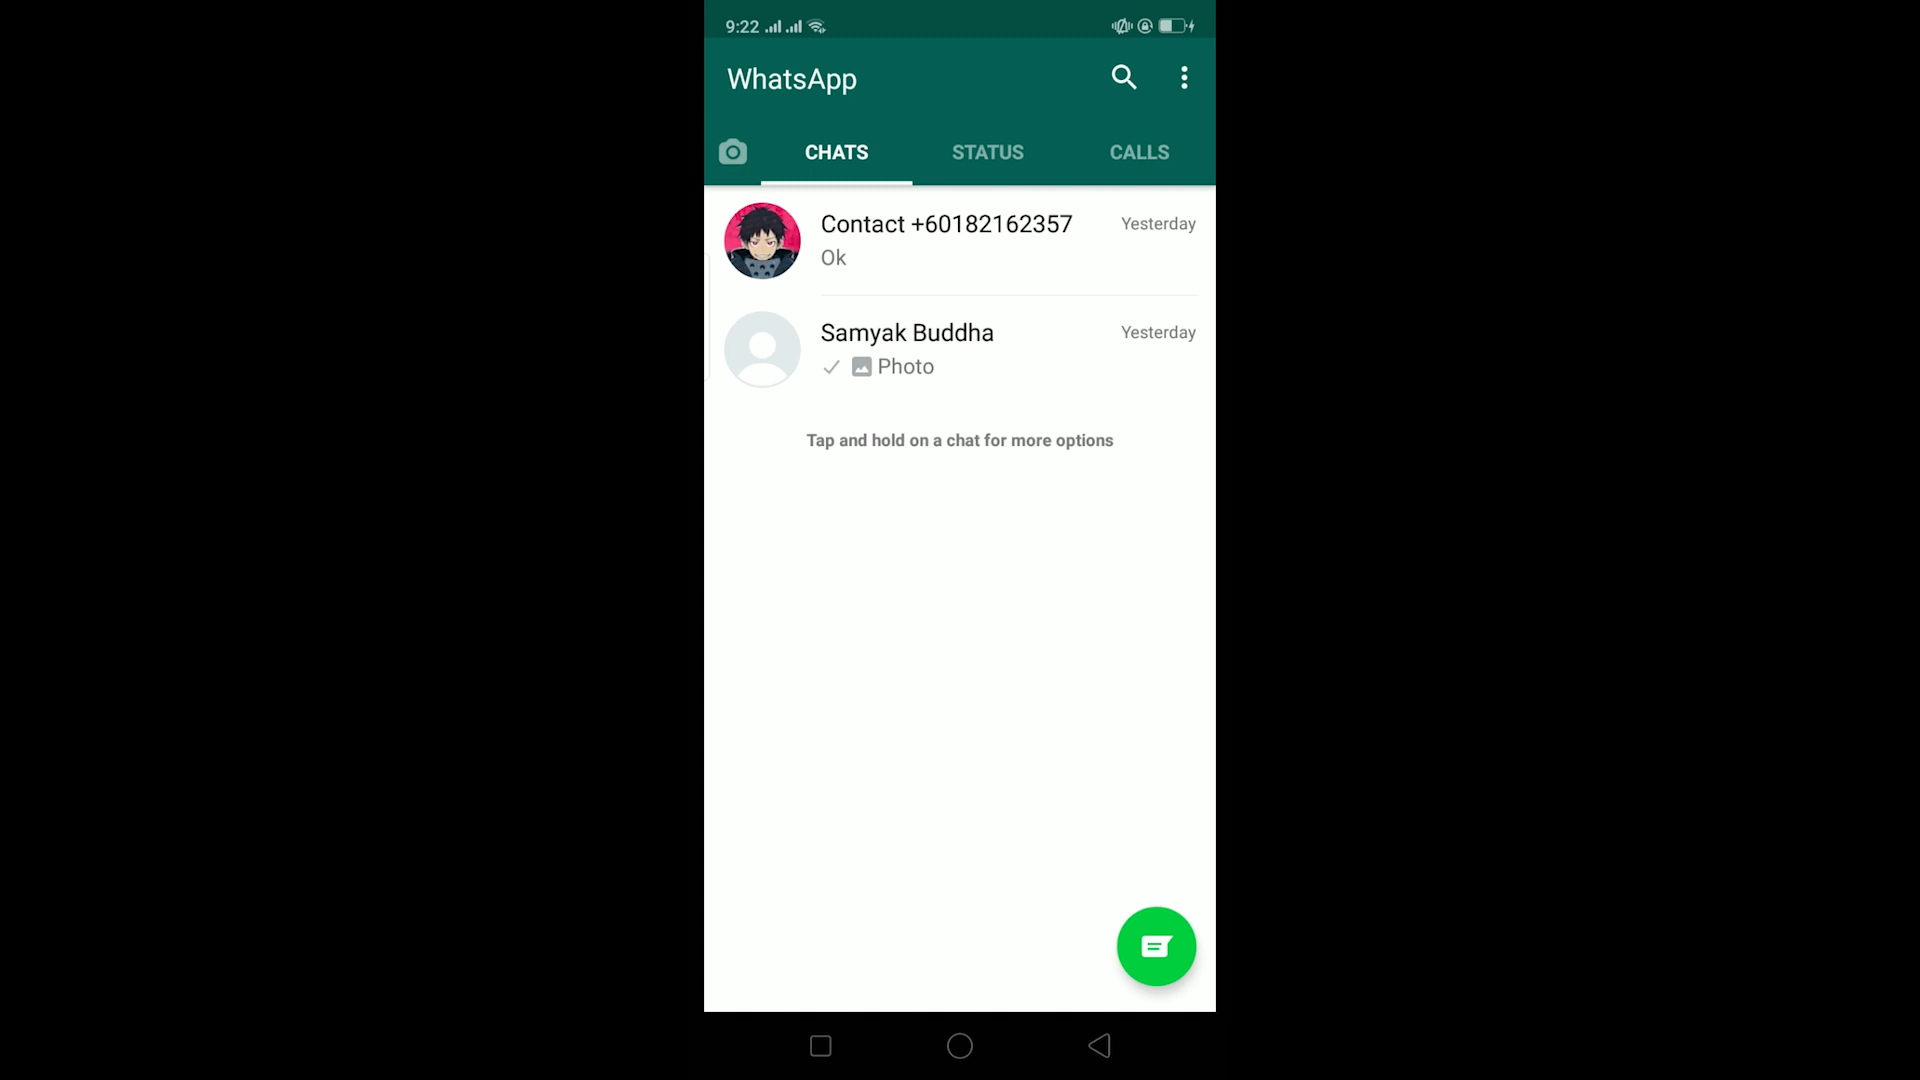 9:22
WhatsApp
CHATS
STATUS
CALLS
Contact +60182162357
Yesterday
Ok
Samyak Buddha
Yesterday
Photo
Tap and hold on a chat for more options